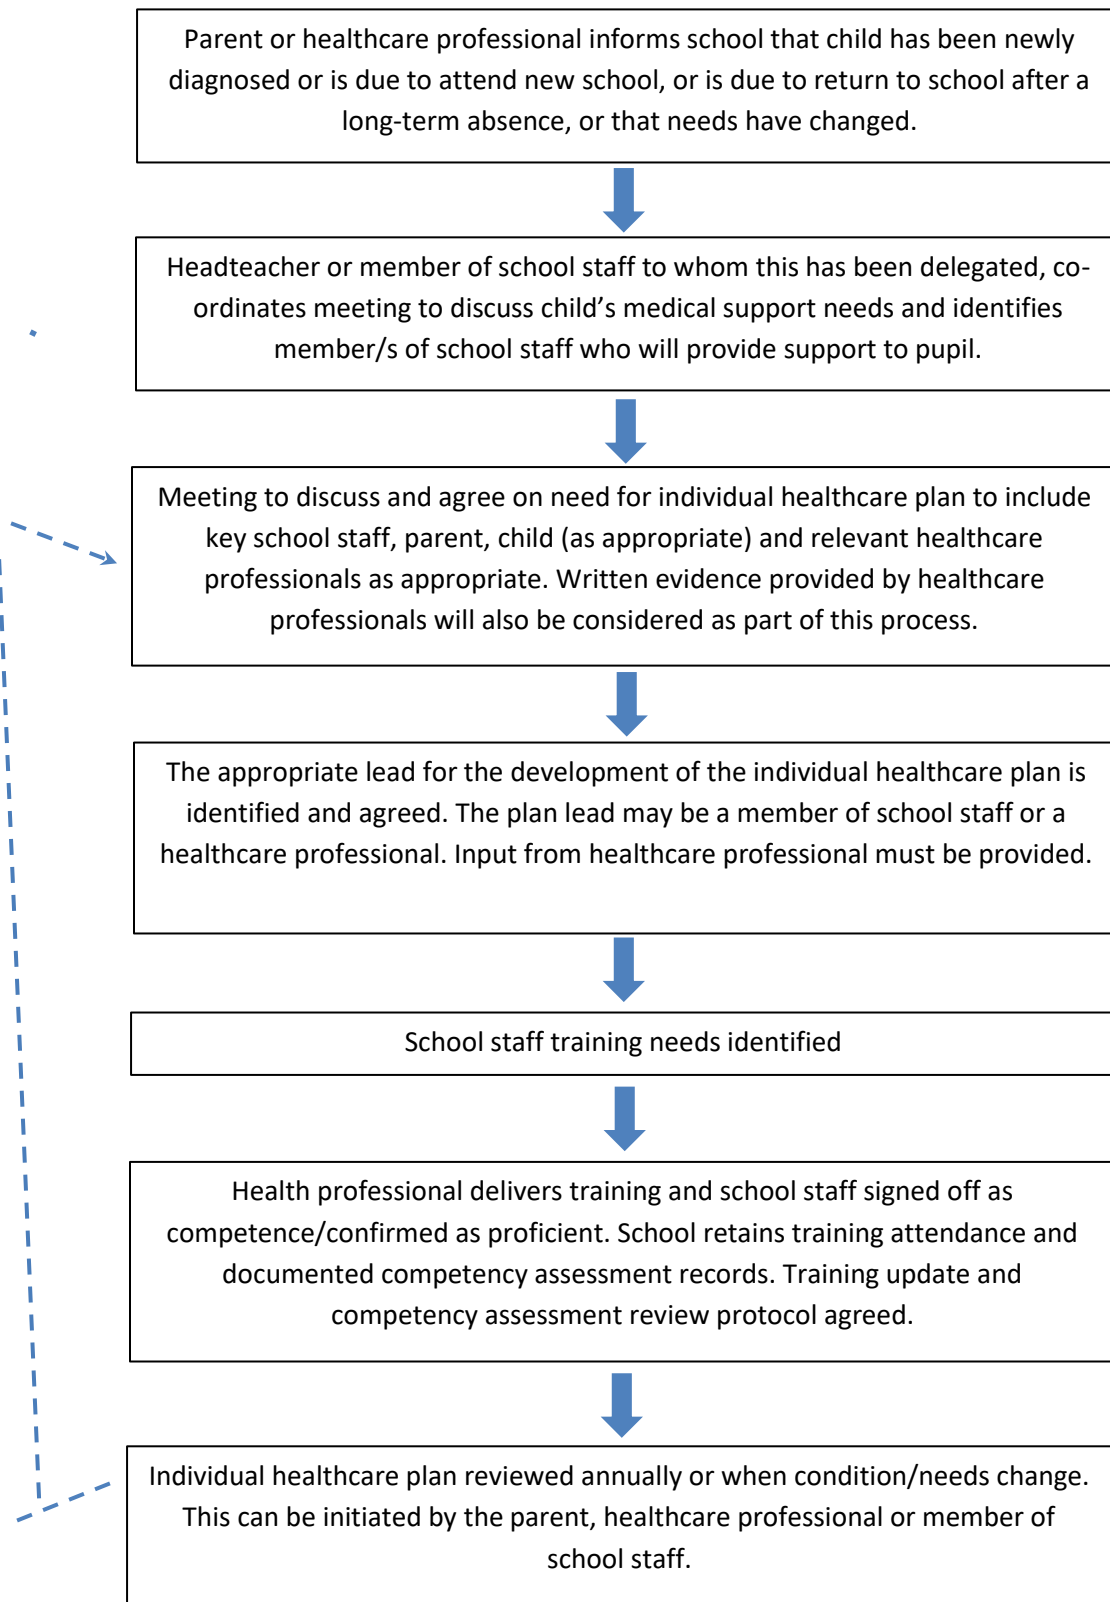 Parent or healthcare professional informs school that child has been newly
diagnosed or is due to attend new school, or is due to return to school after a
long-term absence, or that needs have changed.
Headteacher or member of school staff to whom this has been delegated, co-
ordinates meeting to discuss child’s medical support needs and identifies
member/s of school staff who will provide support to pupil.
Meeting to discuss and agree on need for individual healthcare plan to include
key school staff, parent, child (as appropriate) and relevant healthcare
professionals as appropriate. Written evidence provided by healthcare
professionals will also be considered as part of this process.
The appropriate lead for the development of the individual healthcare plan is
identified and agreed. The plan lead may be a member of school staff or a
healthcare professional. Input from healthcare professional must be provided.
School staff training needs identified
Health professional delivers training and school staff signed off as
competence/confirmed as proficient. School retains training attendance and
documented competency assessment records. Training update and
competency assessment review protocol agreed.
Individual healthcare plan reviewed annually or when condition/needs change.
This can be initiated by the parent, healthcare professional or member of
school staff.